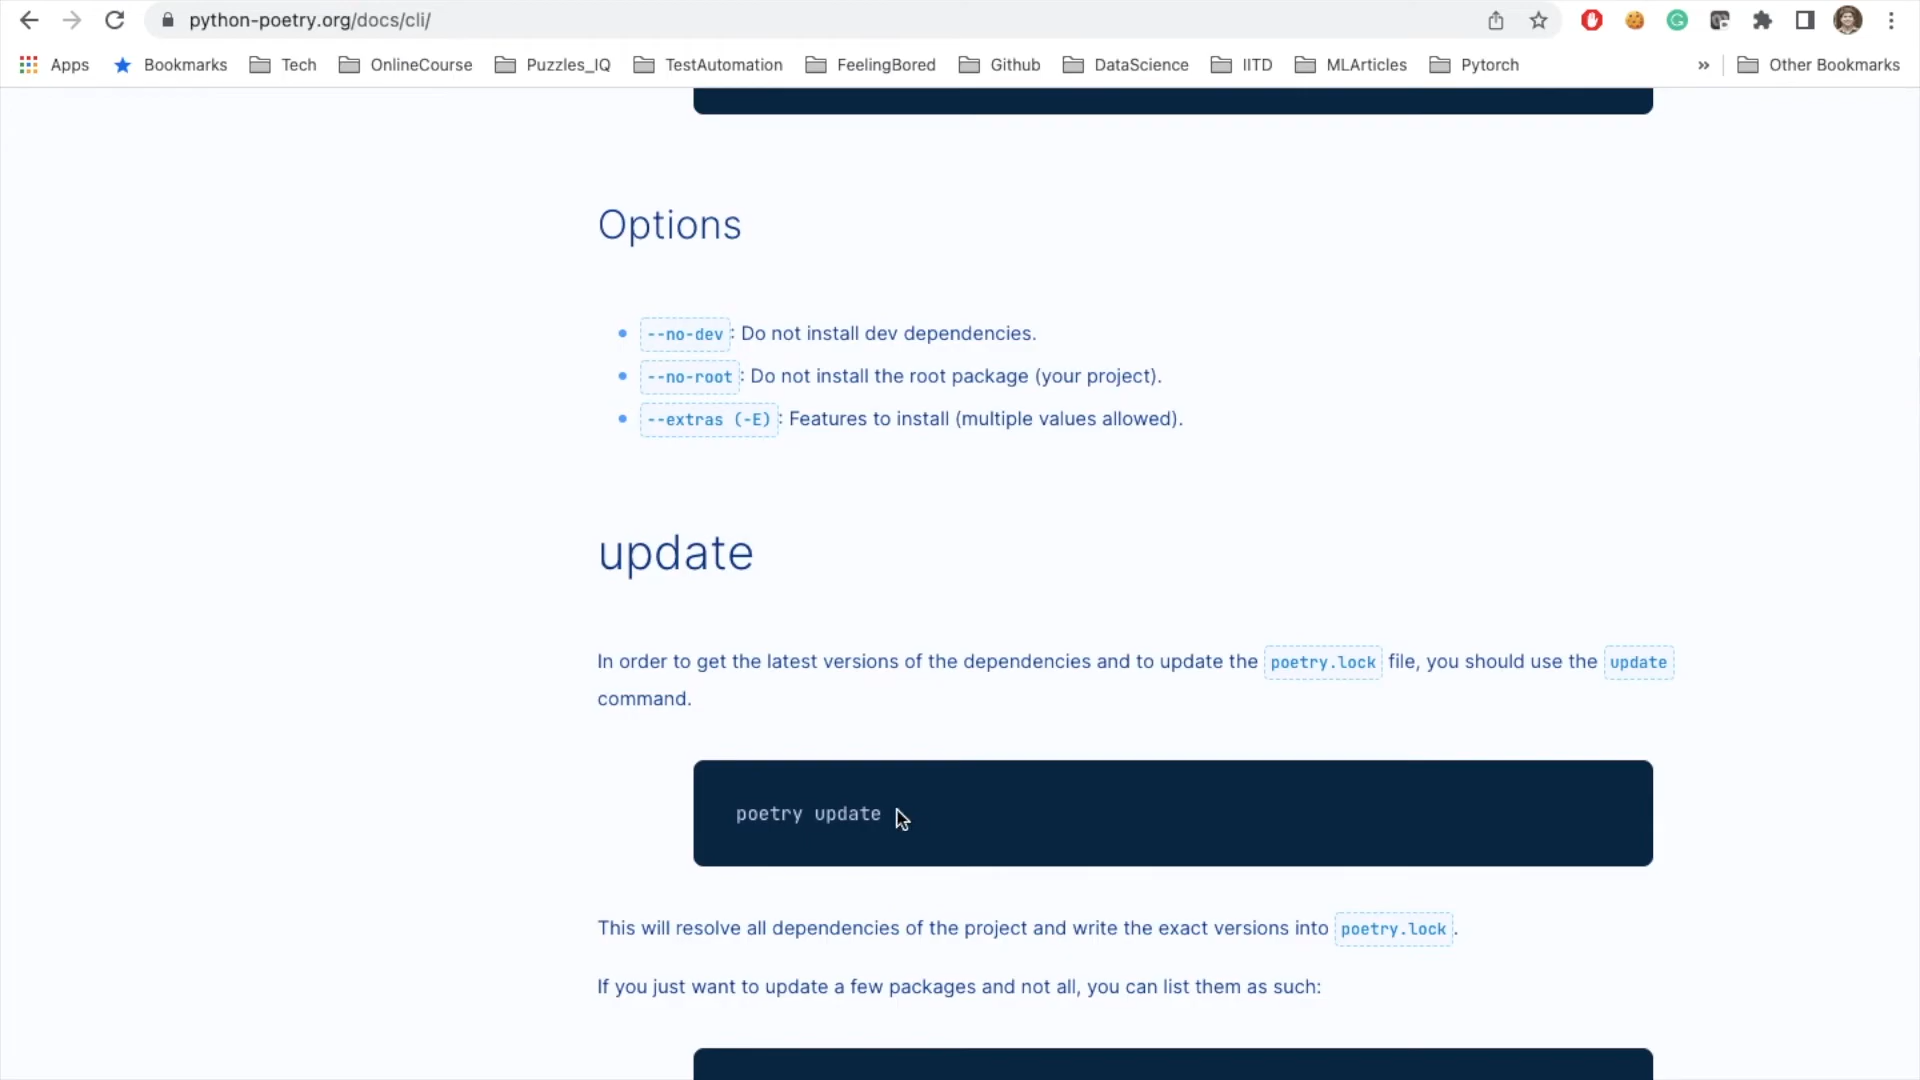 python-poetry.org/docs/cli/
Apps Bookmarks Tech OnlineCourse Puzzles_IQ TestAutomation FeelingBored Github DataScience IITD MLArticles Pytorch » Other Bookmarks
Options
--no-dev: Do not install dev dependencies.
--no-root: Do not install the root package (your project).
--extras (-E): Features to install (multiple values allowed).
update
In order to get the latest versions of the dependencies and to update the poetry.lock file, you should use the update
command.
poetry update
This will resolve all dependencies of the project and write the exact versions into poetry.lock.
If you just want to update a few packages and not all, you can list them as such: